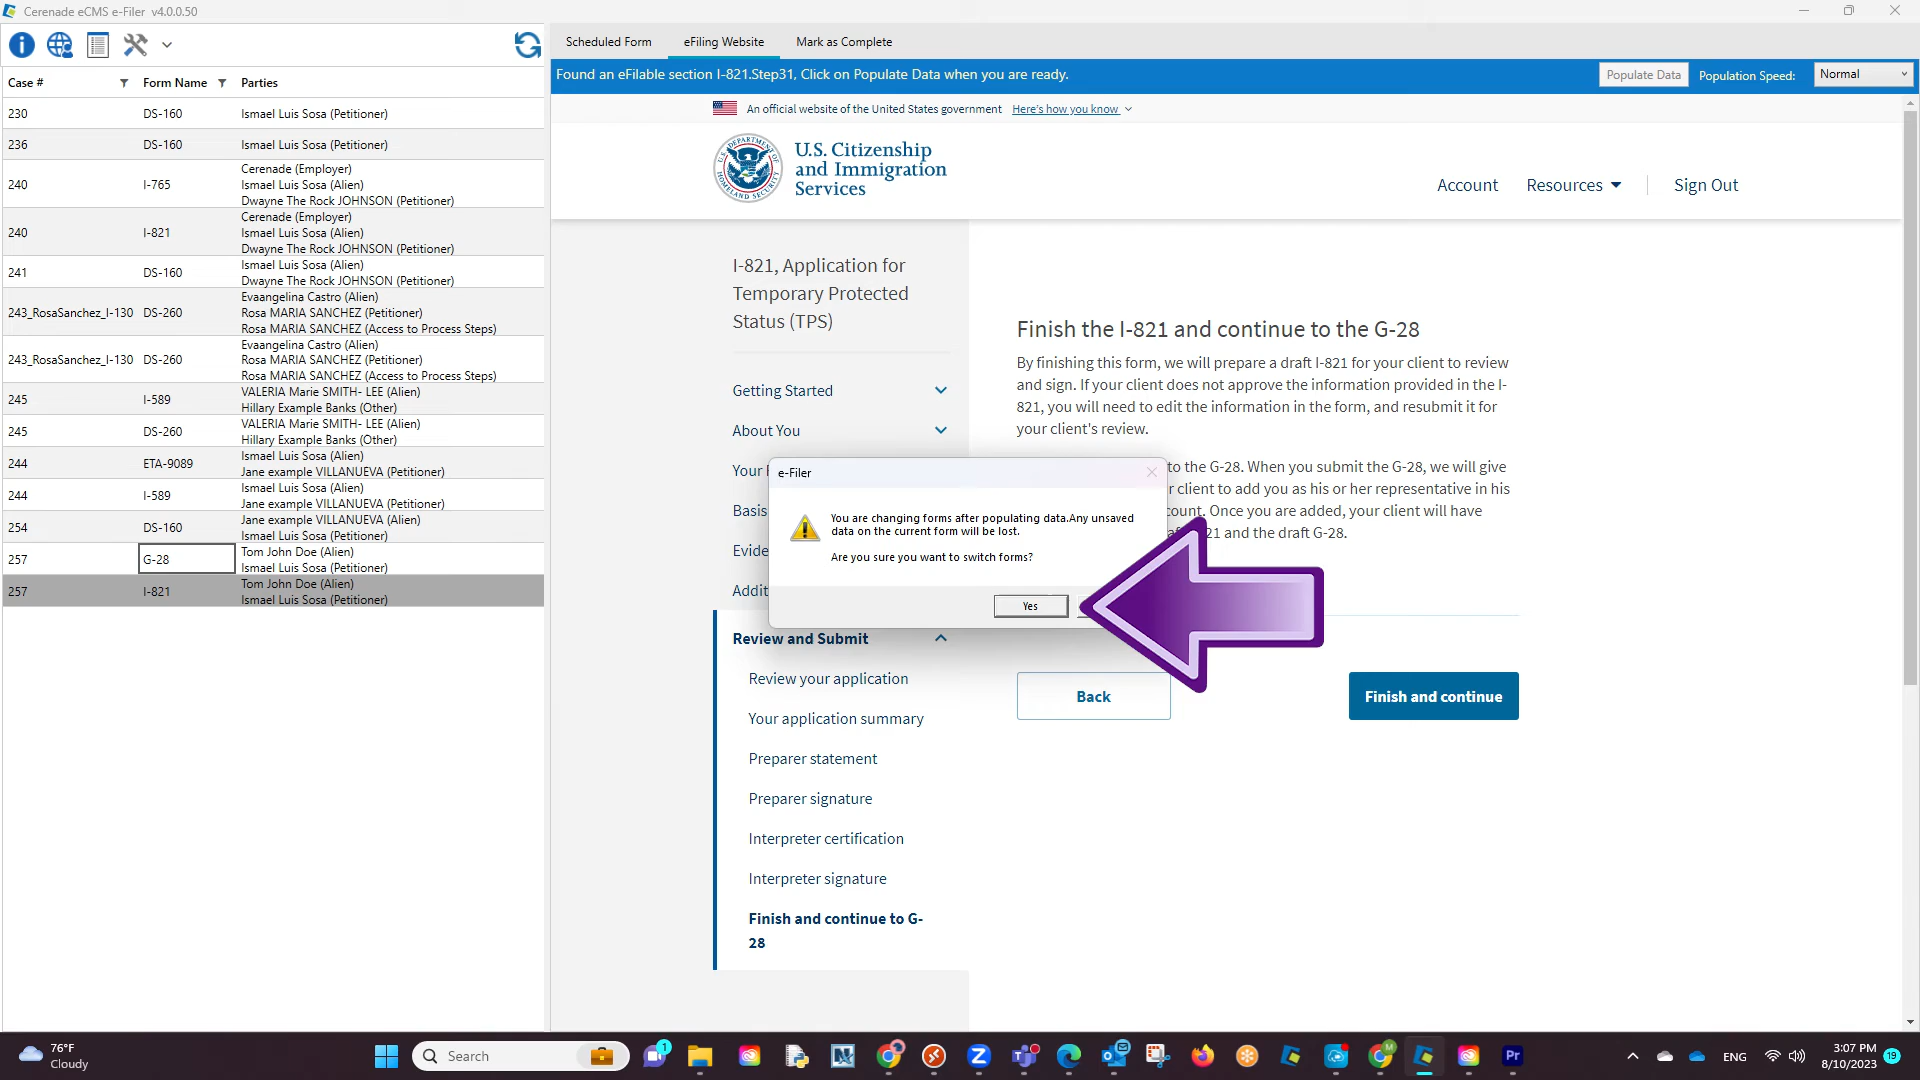 Cerenade eCMS e-Filer v4.0.0.50
Scheduled Form eFiling Website Mark as Complete
Case # Form Name Parties
Found an eFilable section I-821.Step31, Click on Populate Data when you are ready. Populate Data Population Speed: Normal
230 DS-160 Ismael Luis Sosa (Petitioner)
236 DS-160 Ismael Luis Sosa (Petitioner)
Cerenade (Employer)
240 I-765 Ismael Luis Sosa (Alien)
Dwayne The Rock JOHNSON (Petitioner)
Cerenade (Employer)
240 I-821 Ismael Luis Sosa (Alien)
Dwayne The Rock JOHNSON (Petitioner)
241 DS-160 Ismael Luis Sosa (Alien)
Dwayne The Rock JOHNSON (Petitioner)
Evaangelina Castro (Alien)
243_RosaSanchez_I-130 DS-260 Rosa MARIA SANCHEZ (Petitioner)
Rosa MARIA SANCHEZ (Access to Process Steps)
Evaangelina Castro (Alien)
243_RosaSanchez_I-130 DS-260 Rosa MARIA SANCHEZ (Petitioner)
Rosa MARIA SANCHEZ (Access to Process Steps)
245 I-589 VALERIA Marie SMITH- LEE (Alien)
Hillary Example Banks (Other)
245 DS-260 VALERIA Marie SMITH- LEE (Alien)
Hillary Example Banks (Other)
244 ETA-9089 Ismael Luis Sosa (Alien)
Jane example VILLANUEVA (Petitioner)
244 I-589 Ismael Luis Sosa (Alien)
Jane example VILLANUEVA (Petitioner)
254 DS-160 Jane example VILLANUEVA (Alien)
Ismael Luis Sosa (Petitioner)
257 G-28 Tom John Doe (Alien)
Ismael Luis Sosa (Petitioner)
257 I-821 Tom John Doe (Alien)
Ismael Luis Sosa (Petitioner)
An official website of the United States government Here's how you know
U.S. Citizenship
and Immigration
Services
Account Resources Sign Out
I-821, Application for
Temporary Protected
Status (TPS)
Getting Started
About You
Your
Basis
Evide
Addit
Review and Submit
Review your application
Your application summary
Preparer statement
Preparer signature
Interpreter certification
Interpreter signature
Finish and continue to G-
28
Finish the I-821 and continue to the G-28
By finishing this form, we will prepare a draft I-821 for your client to review
and sign. If your client does not approve the information provided in the I-
821, you will need to edit the information in the form, and resubmit it for
your client's review.
to the G-28. When you submit the G-28, we will give
r client to add you as his or her representative in his
count. Once you are added, your client will have
21 and the draft G-28.
e-Filer
You are changing forms after populating data.Any unsaved
data on the current form will be lost.
Are you sure you want to switch forms?
Yes
Back Finish and continue
76°F
Cloudy
Search
1
Pr
ENG
3:07 PM
8/10/2023
19